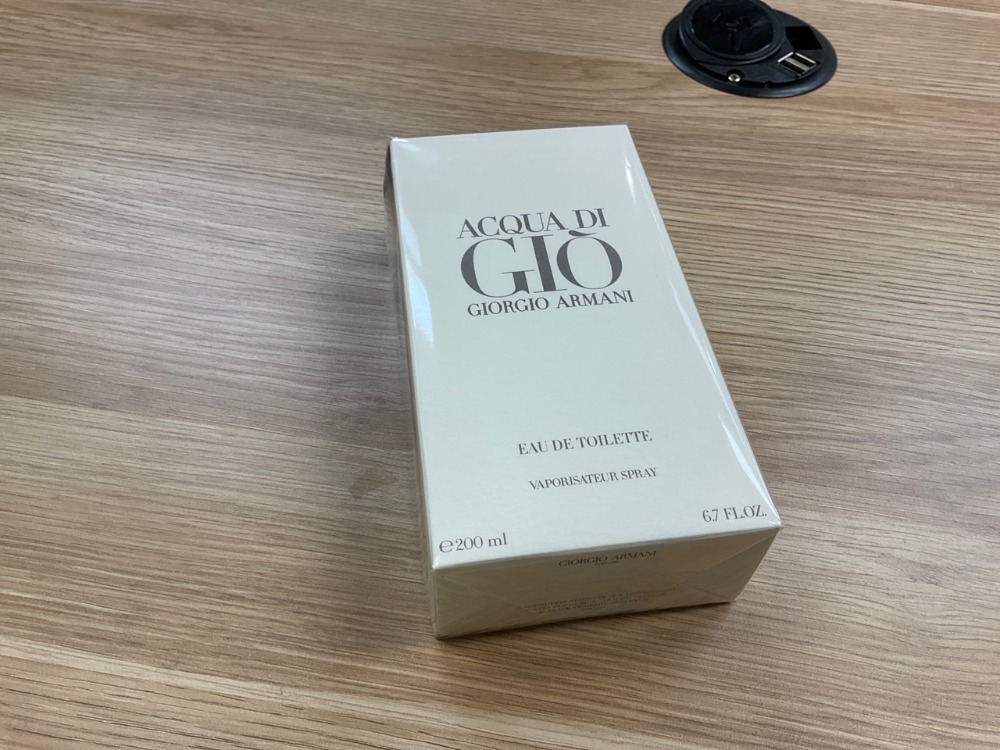 ACQUA DI
GIÒ
GIORGIO ARMANI
EAU DE TOILETTE
VAPORISATEUR SPRAY
℮200 ml
6.7 FL.OZ.
GIORGIO ARMANI